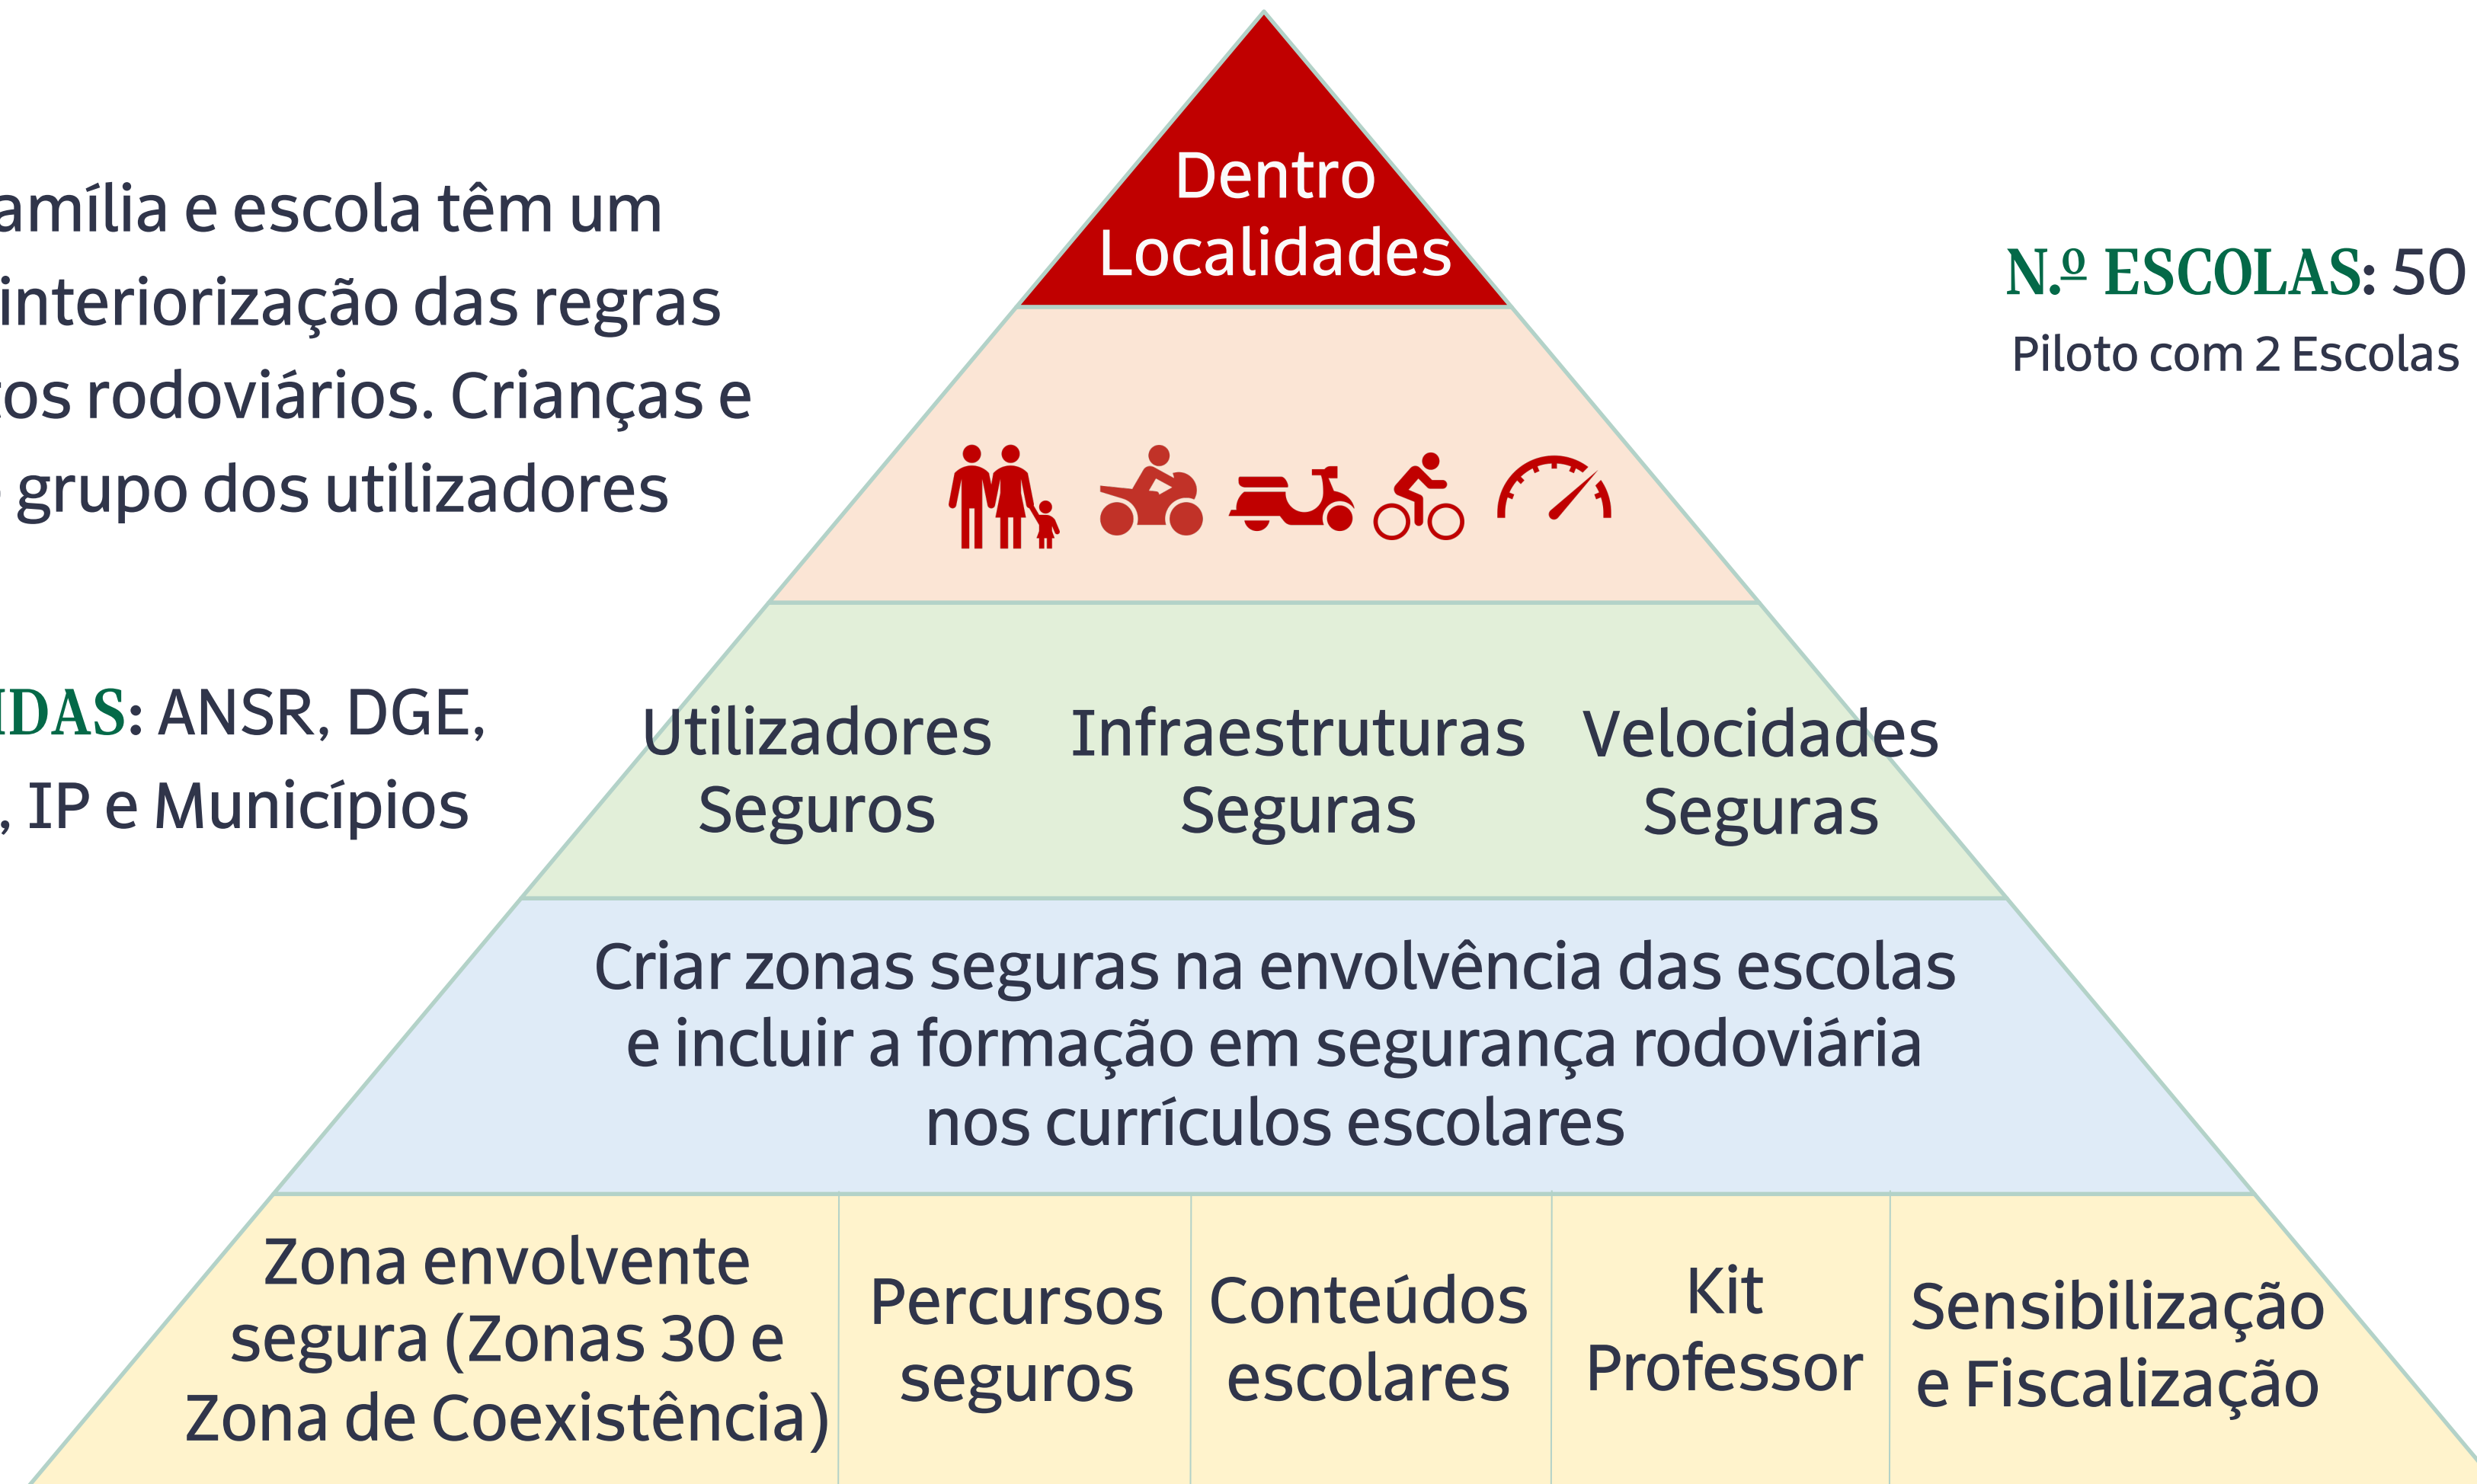 Dentro
Localidades
amília e escola têm um
interiorização das regras
os rodoviários. Crianças e
grupo dos utilizadores
N.º ESCOLAS: 50
Piloto com 2 Escolas
IDAS: ANSR, DGE,
, IP e Municípios
Utilizadores
Seguros
Infraestruturas
Seguras
Velocidades
Seguras
Criar zonas seguras na envolvência das escolas
e incluir a formação em segurança rodoviária
nos currículos escolares
Zona envolvente
segura (Zonas 30 e
Zona de Coexistência)
Percursos
seguros
Conteúdos
escolares
Kit
Professor
Sensibilização
e Fiscalização